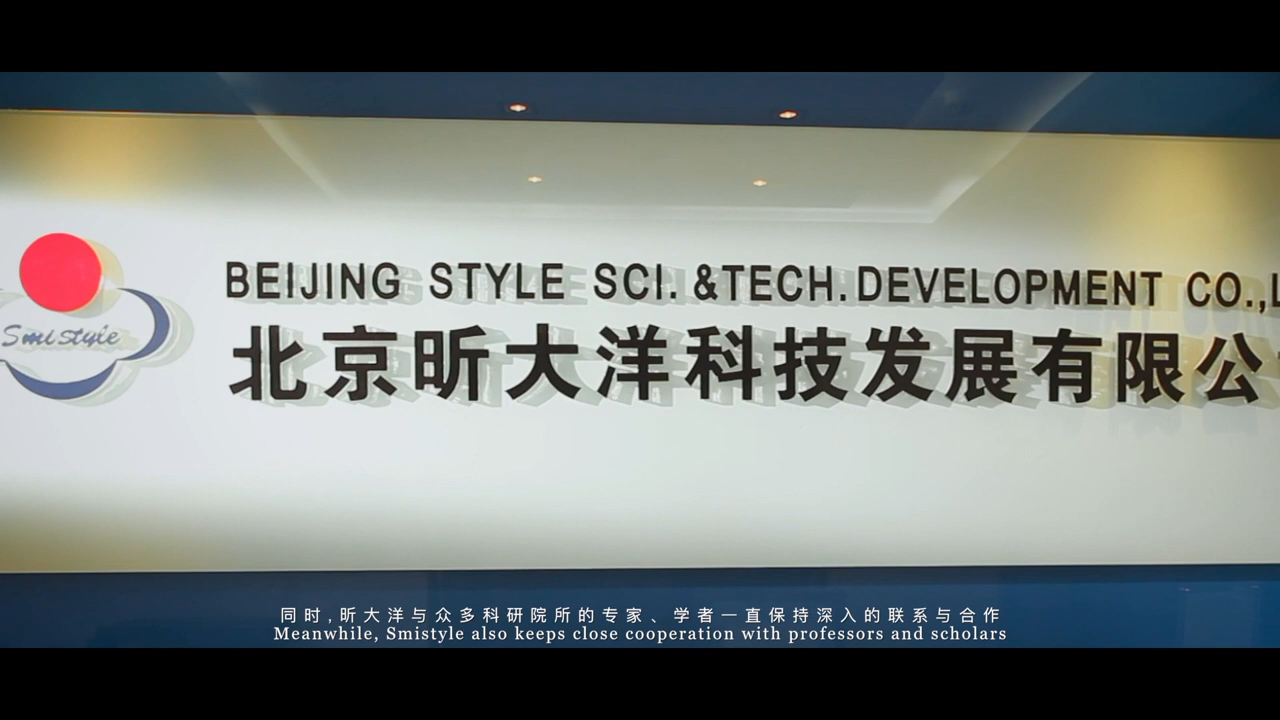 Smi Style
BEIJING STYLE SCI. &TECH. DEVELOPMENT CO.,L
北京昕大洋科技发展有限公
同时,昕大洋与众多科研院所的专家、学者一直保持深入的联系与合作
Meanwhile, Smistyle also keeps close cooperation with professors and scholars